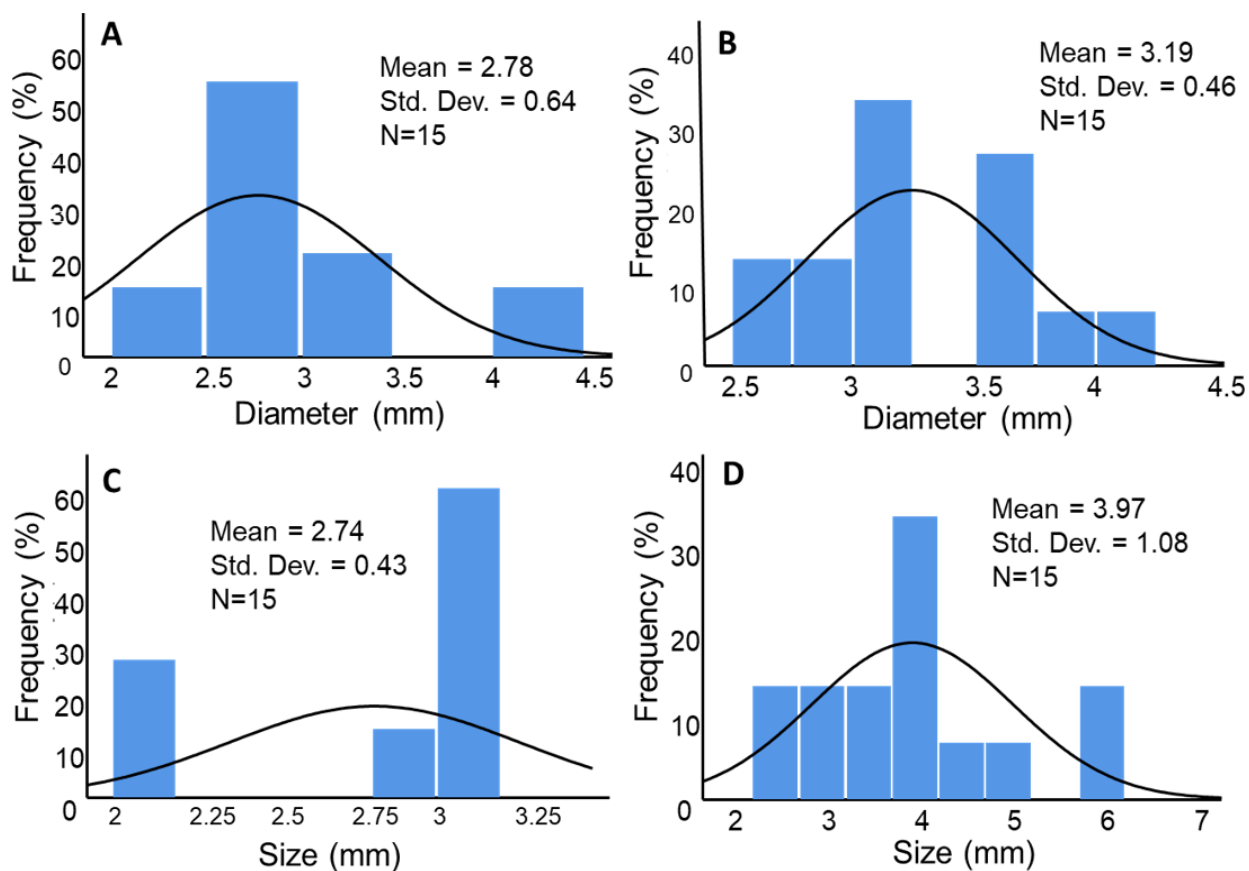 A
Mean = 2.78
Std. Dev. = 0.64
N=15
Frequency (%)
60
50
40
30
20
10
0
2 2.5 3 3.5 4 4.5
Diameter (mm)
B
Mean = 3.19
Std. Dev. = 0.46
N=15
Frequency (%)
40
30
20
10
0
2.5 3 3.5 4 4.5
Diameter (mm)
C
Mean = 2.74
Std. Dev. = 0.43
N=15
Frequency (%)
60
50
40
30
20
10
0
2 2.25 2.5 2.75 3 3.25
Size (mm)
D
Mean = 3.97
Std. Dev. = 1.08
N=15
Frequency (%)
40
30
20
10
0
2 3 4 5 6 7
Size (mm)